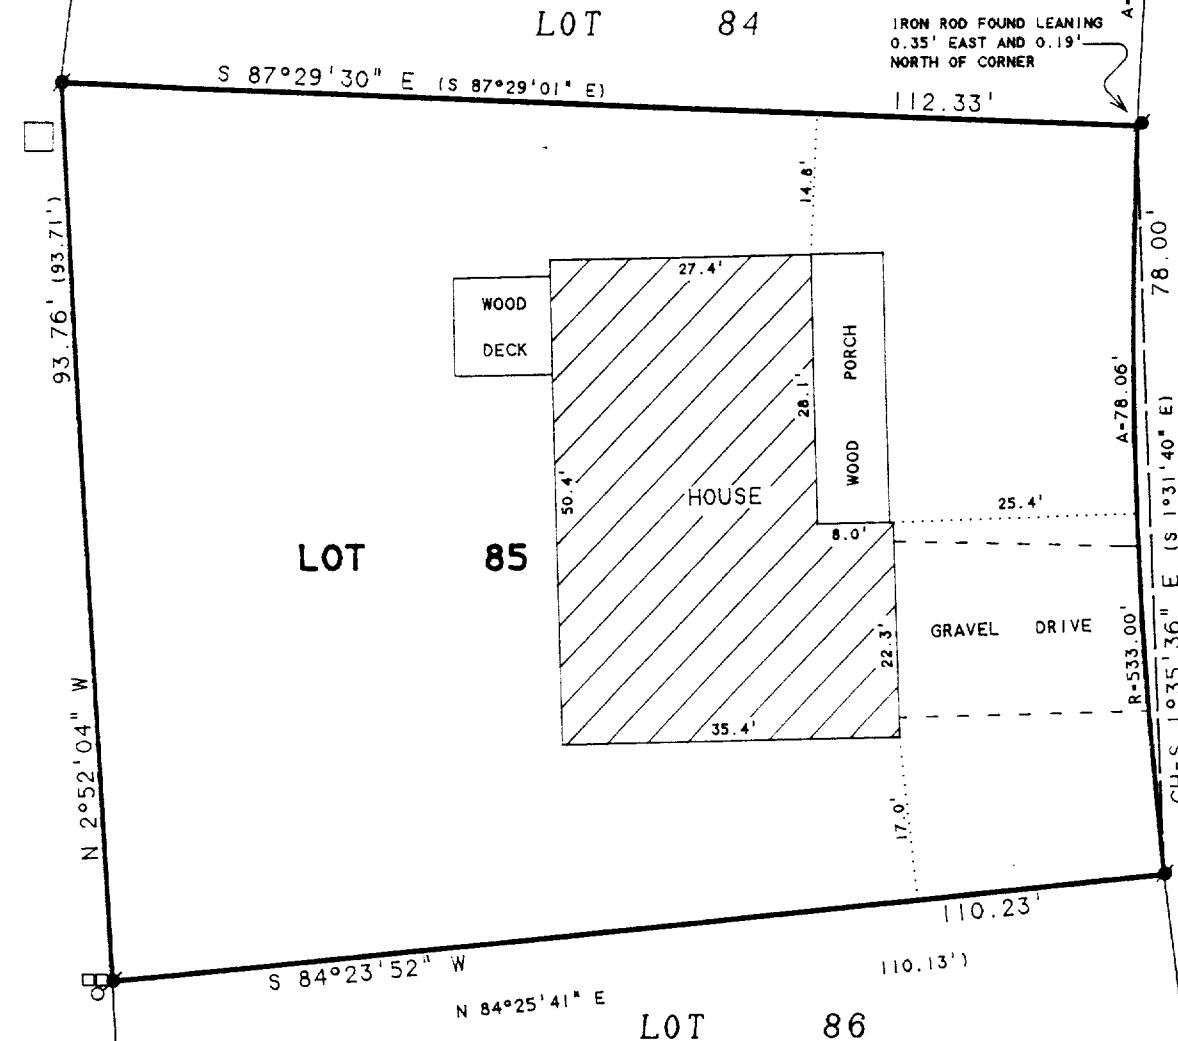 LOT 84
IRON ROD FOUND LEANING
0.35' EAST AND 0.19'
NORTH OF CORNER
A=
S 87°29'30" E (S 87°29'01" E)
112.33'
93.76' (93.71')
N 2°52'04" W
14.8'
27.4'
WOOD
DECK
28.1'
WOOD PORCH
50.4'
HOUSE
8.0'
25.4'
LOT 85
22.3'
GRAVEL DRIVE
35.4'
17.0'
A=78.06'
R=533.00'
78.00'
CH=S 1°35'36" E (S 1°31'40" E)
S 84°23'52" W
110.23'
N 84°25'41" E
110.13')
LOT 86